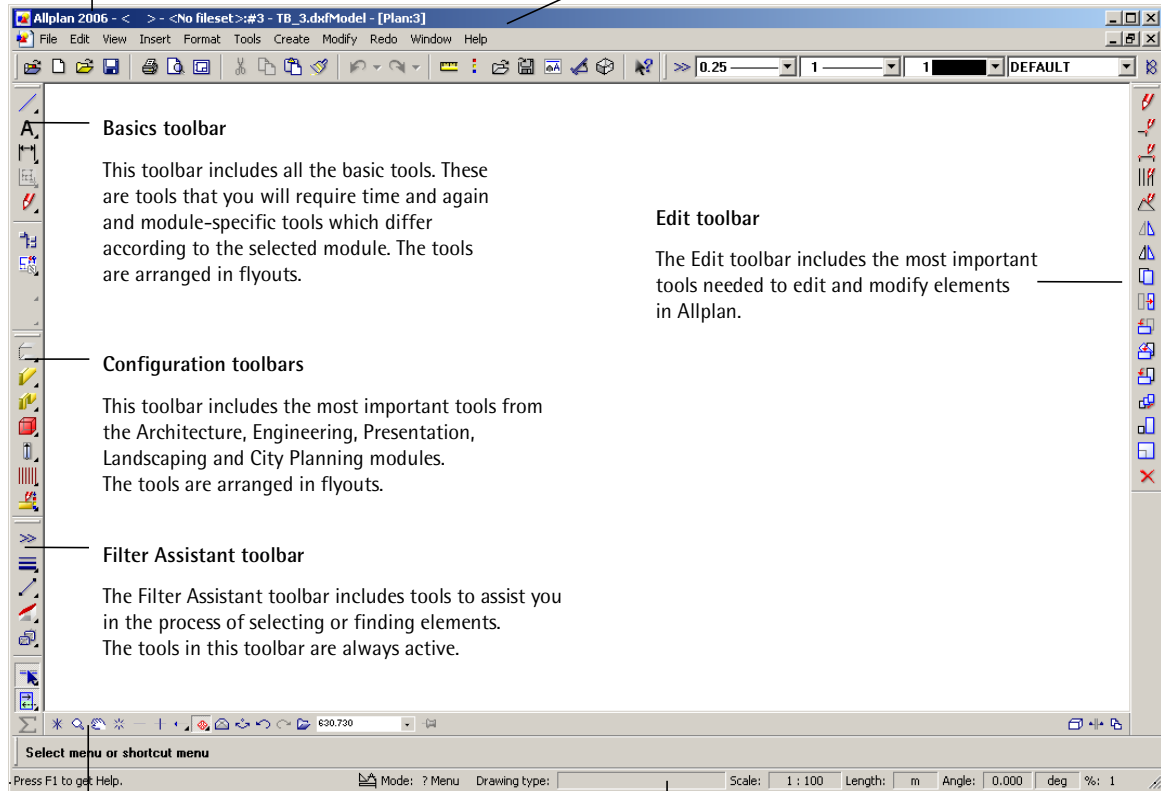 Allplan 2006 - < > - <No fileset>:#3 - TB_3.dxfModel - [Plan:3]
File Edit View Insert Format Tools Create Modify Redo Window Help
0.25 1 1 DEFAULT
Basics toolbar
This toolbar includes all the basic tools. These
are tools that you will require time and again
and module-specific tools which differ
according to the selected module. The tools
are arranged in flyouts.
Edit toolbar
The Edit toolbar includes the most important
tools needed to edit and modify elements
in Allplan.
Configuration toolbars
This toolbar includes the most important tools from
the Architecture, Engineering, Presentation,
Landscaping and City Planning modules.
The tools are arranged in flyouts.
Filter Assistant toolbar
The Filter Assistant toolbar includes tools to assist you
in the process of selecting or finding elements.
The tools in this toolbar are always active.
630.730
Select menu or shortcut menu
Press F1 to get Help. Mode: ? Menu Drawing type: Scale: 1 : 100 Length: m Angle: 0.000 deg %: 1